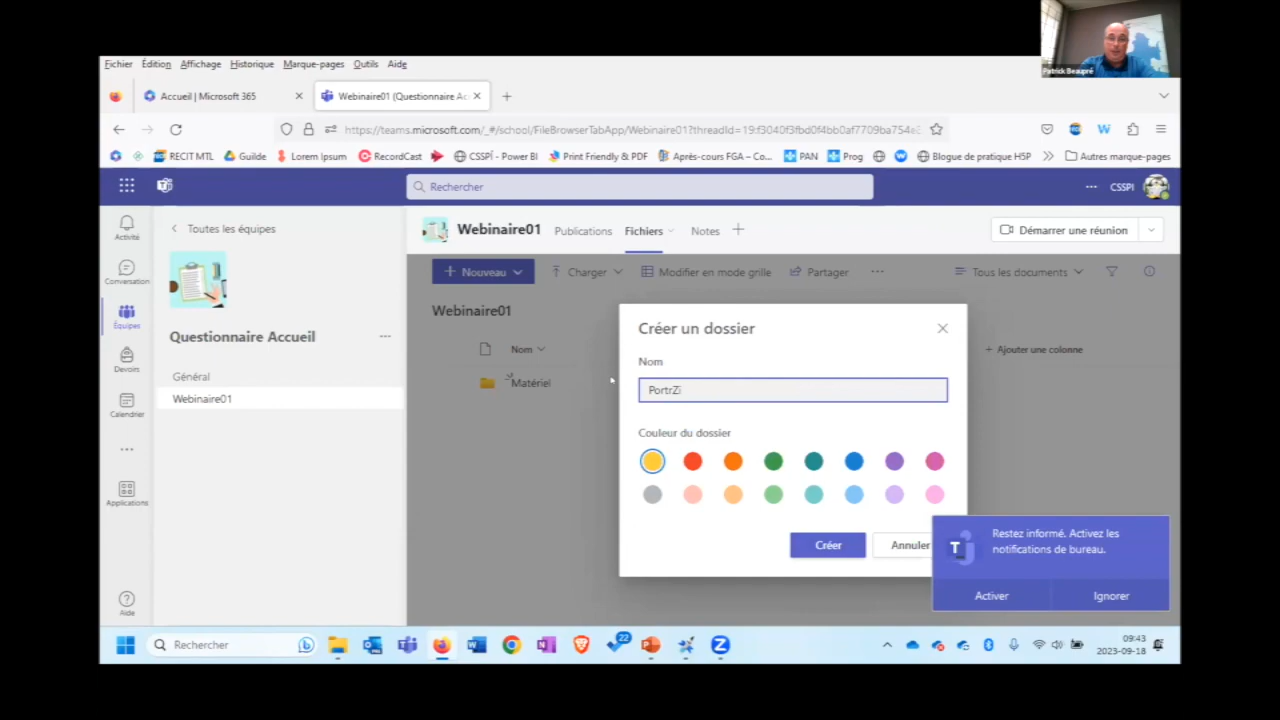 Patrick Beaupré
Fichier Édition Affichage Historique Marque-pages Outils Aide
Accueil | Microsoft 365
Webinaire01 (Questionnaire Ac
https://teams.microsoft.com/_#/school/FileBrowserTabApp/Webinaire01?threadId=19:f3040f3fbd0f4bb0af7709ba754e
RECIT MTL Guilde Lorem Ipsum RecordCast CSSPÎ - Power BI Print Friendly & PDF Après-cours FGA – Co... PAN Prog Blogue de pratique H5P Autres marque-pages
Rechercher
CSSPI
Activité
Conversation
Équipes
Devoirs
Calendrier
Applications
Aide
Toutes les équipes
Questionnaire Accueil
Général
Webinaire01
Webinaire01 Publications Fichiers Notes
Démarrer une réunion
Nouveau Charger Modifier en mode grille Partager Tous les documents
Webinaire01
Nom
Ajouter une colonne
Matériel
Créer un dossier
Nom
PortrZi
Couleur du dossier
Créer Annuler
Restez informé. Activez les
notifications de bureau.
Activer Ignorer
Rechercher
22
09:43
2023-09-18